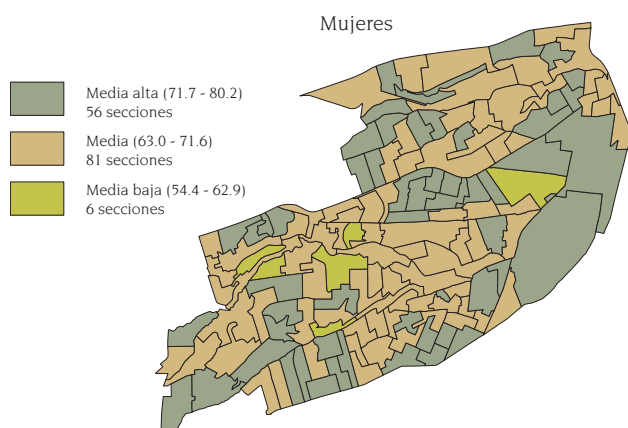 Mujeres
Media alta (71.7 - 80.2)
56 secciones
Media (63.0 - 71.6)
81 secciones
Media baja (54.4 - 62.9)
6 secciones